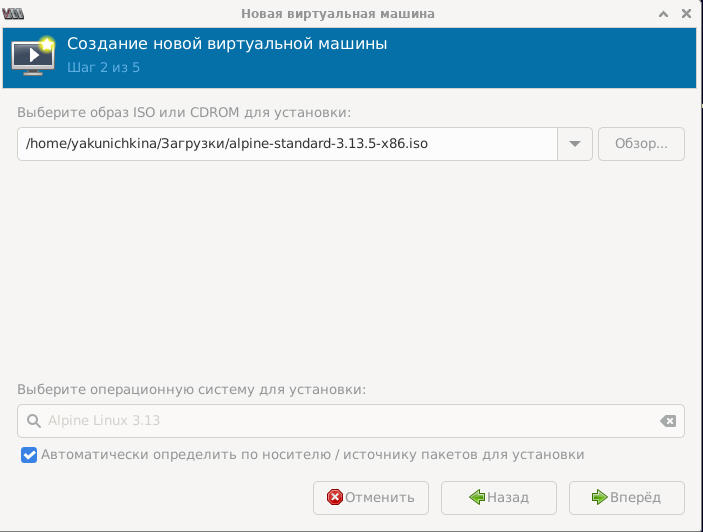 Новая виртуальная машина
Создание новой виртуальной машины
Шаг 2 из 5
Выберите образ ISO или CDROM для установки:
/home/yakunichkina/Загрузки/alpine-standard-3.13.5-x86.iso
Обзор...
Выберите операционную систему для установки:
Alpine Linux 3.13
Автоматически определить по носителю / источнику пакетов для установки
Отменить Назад Вперёд